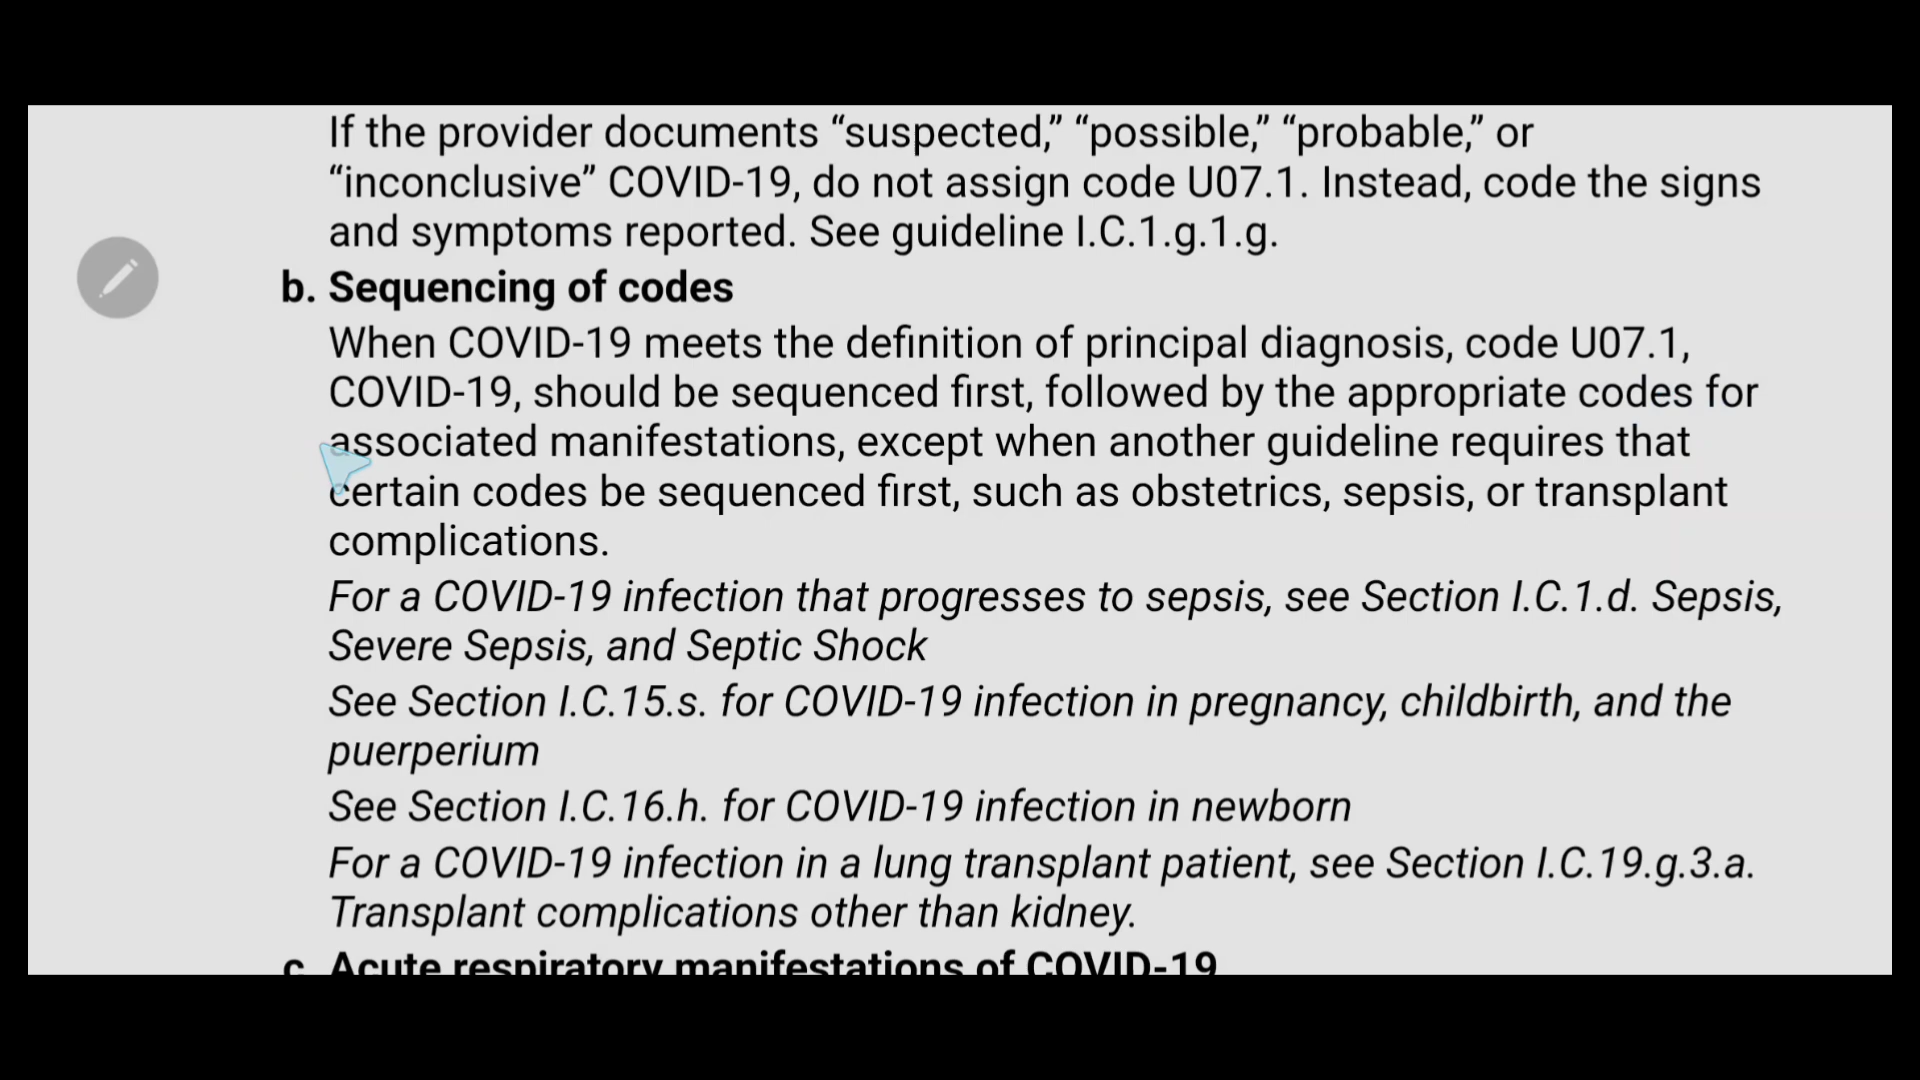 If the provider documents “suspected,” “possible,” “probable,” or
“inconclusive” COVID-19, do not assign code U07.1. Instead, code the signs
and symptoms reported. See guideline I.C.1.g.1.g.
b. Sequencing of codes
When COVID-19 meets the definition of principal diagnosis, code U07.1,
COVID-19, should be sequenced first, followed by the appropriate codes for
associated manifestations, except when another guideline requires that
certain codes be sequenced first, such as obstetrics, sepsis, or transplant
complications.
For a COVID-19 infection that progresses to sepsis, see Section I.C.1.d. Sepsis,
Severe Sepsis, and Septic Shock
See Section I.C.15.s. for COVID-19 infection in pregnancy, childbirth, and the
puerperium
See Section I.C.16.h. for COVID-19 infection in newborn
For a COVID-19 infection in a lung transplant patient, see Section I.C.19.g.3.a.
Transplant complications other than kidney.
c. Acute respiratory manifestations of COVID-19